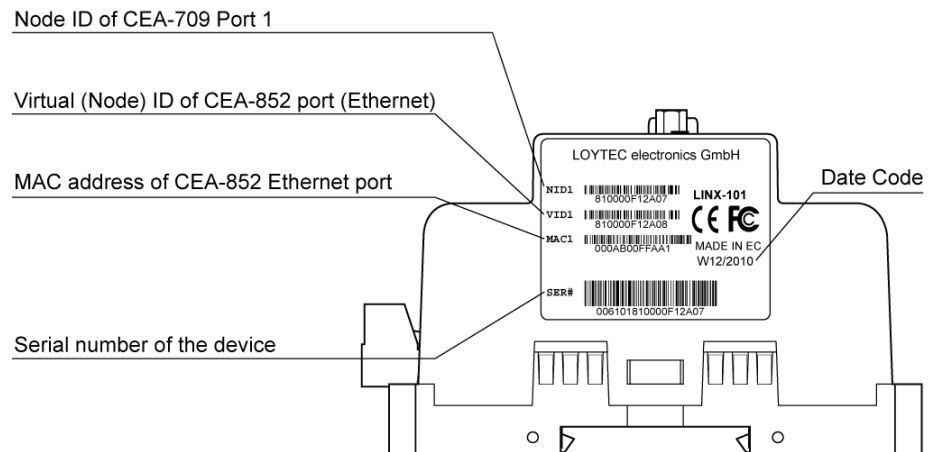 Node ID of CEA-709 Port 1
Virtual (Node) ID of CEA-852 port (Ethernet)
MAC address of CEA-852 Ethernet port
Serial number of the device
Date Code
LOYTEC electronics GmbH
NID1
810000F12A07
LINX-101
VID1
810000F12A08
CE FC
MAC1
000AB00FFAA1
MADE IN EC
W12/2010
SER#
006101810000F12A07